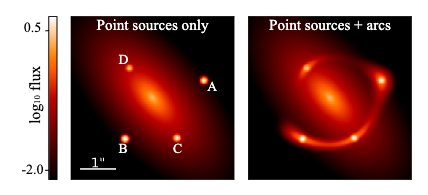 Point sources only
Point sources + arcs
0.5
D
A
log₁₀ flux
B
C
-2.0
1"